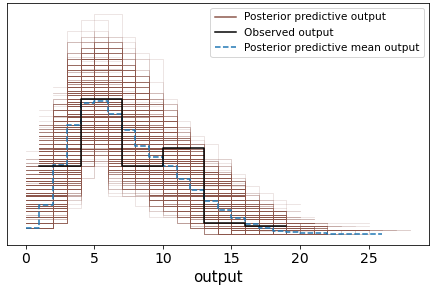 Posterior predictive output
Observed output
Posterior predictive mean output
0 5 10 15 20 25
output